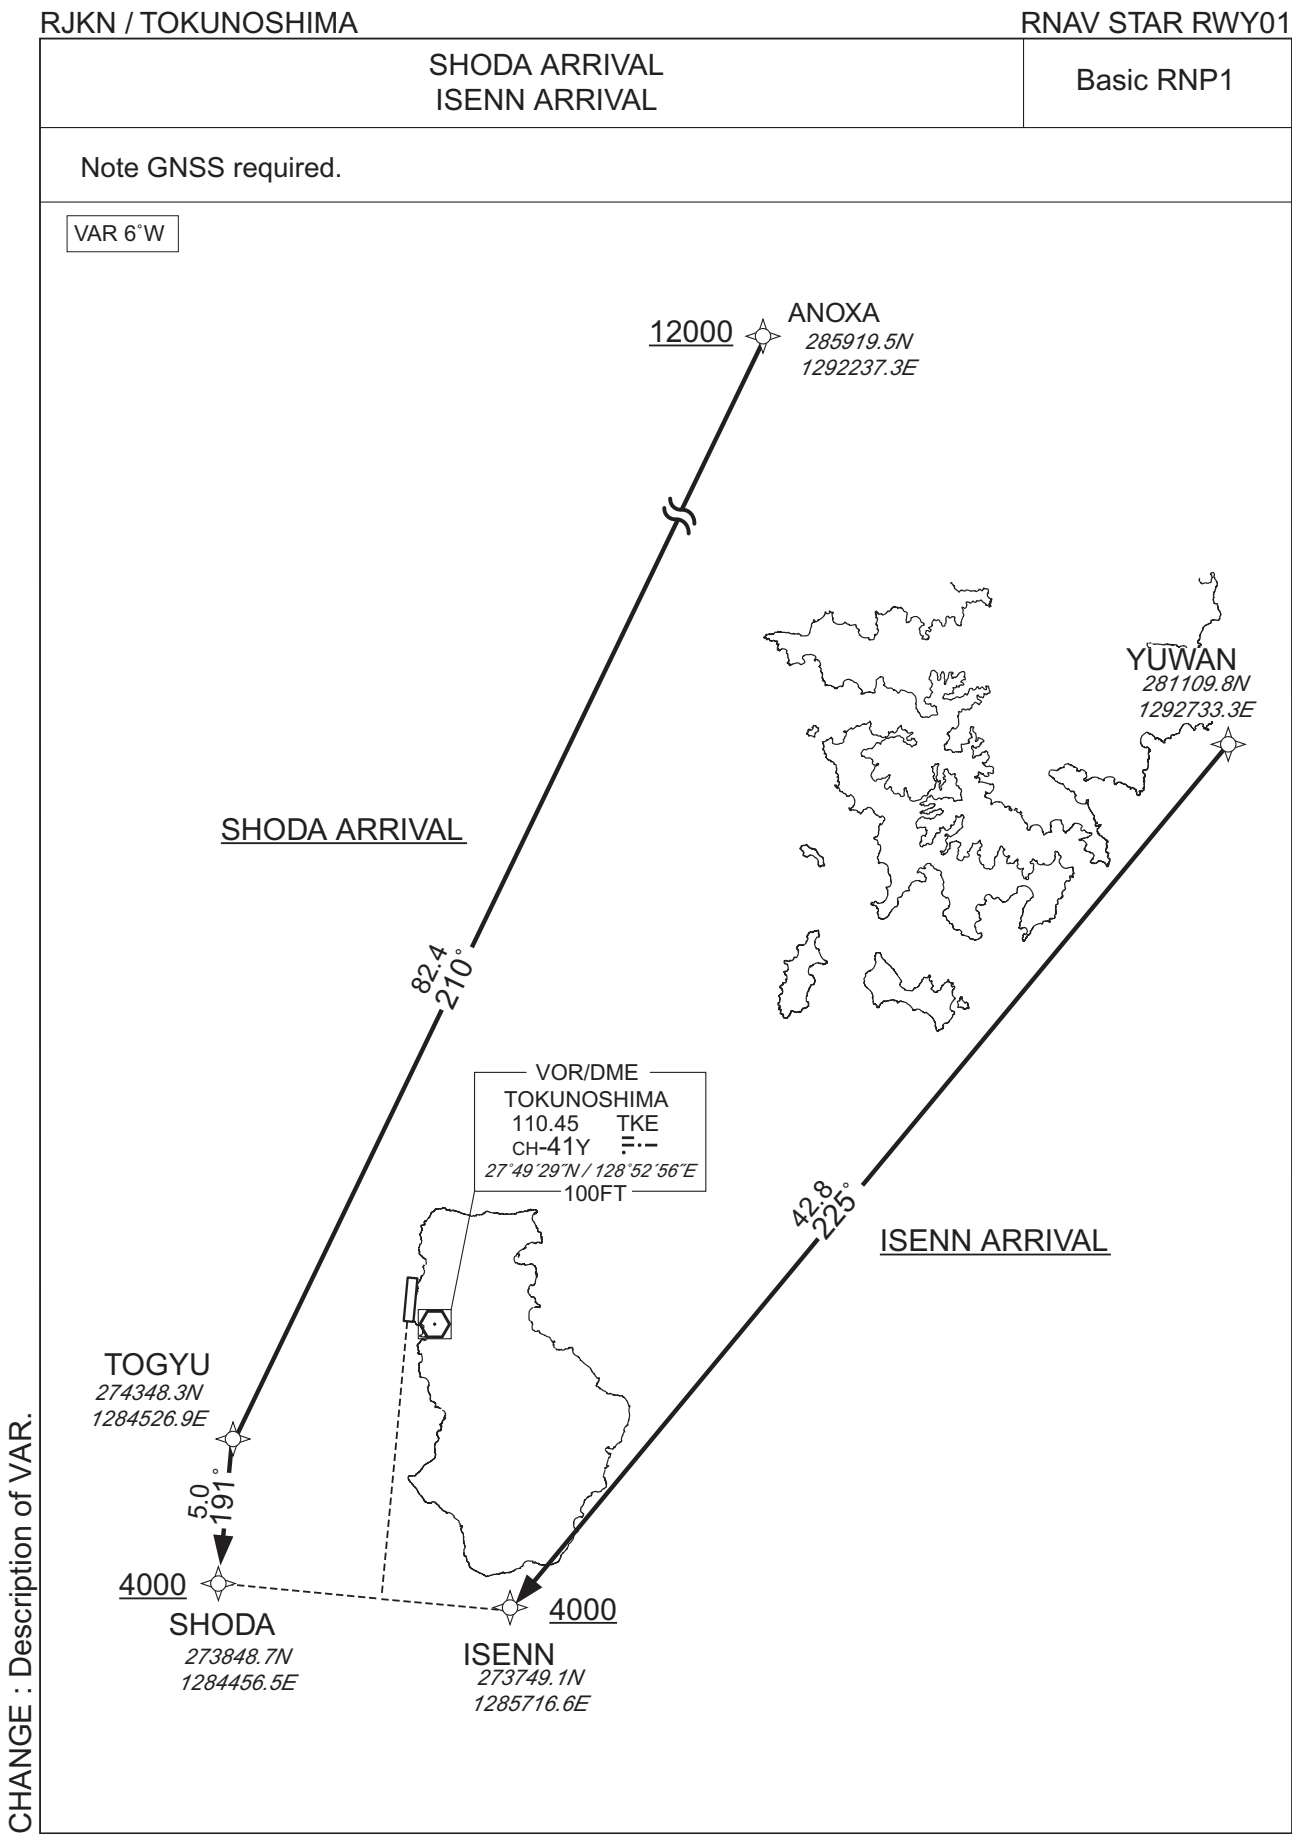 RJKN / TOKUNOSHIMA
RNAV STAR RWY01
SHODA ARRIVAL
ISENN ARRIVAL
Basic RNP1
Note GNSS required.
VAR 6°W
ANOXA
12000
285919.5N
1292237.3E
YUWAN
281109.8N
1292733.3E
SHODA ARRIVAL
82.4
210°
VOR/DME
TOKUNOSHIMA
110.45 TKE
CH-41Y
27°49′29″N / 128°52′56″E
100FT
42.8
225°
ISENN ARRIVAL
TOGYU
274348.3N
1284526.9E
5.0
191°
4000
SHODA
273848.7N
1284456.5E
4000
ISENN
273749.1N
1285716.6E
CHANGE : Description of VAR.